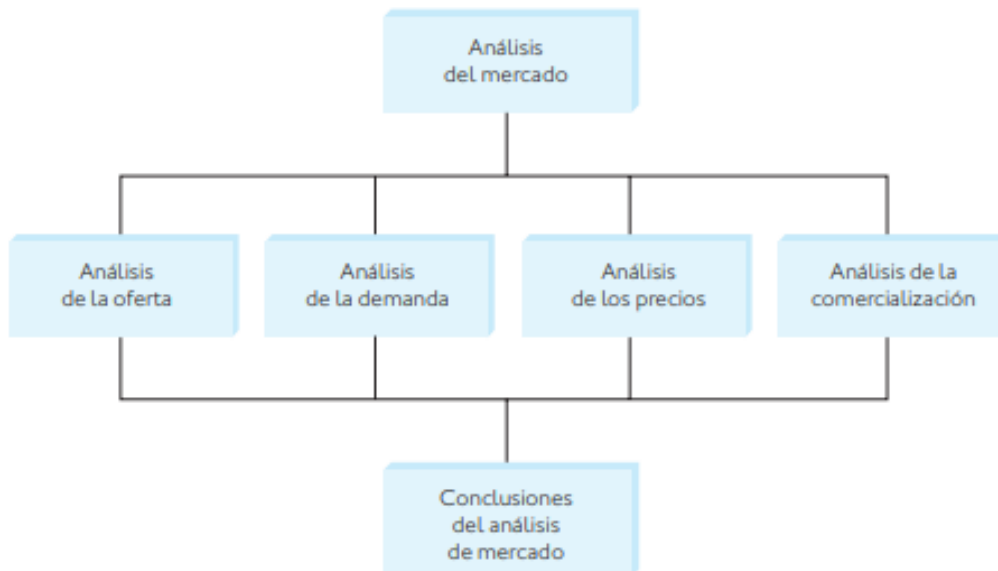 Análisis
del mercado
Análisis
de la oferta
Análisis
de la demanda
Análisis
de los precios
Análisis de la
comercialización
Conclusiones
del análisis
de mercado